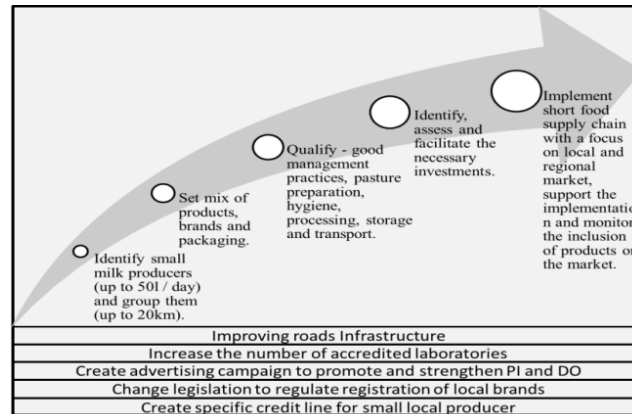 Identify small
milk producers
(up to 50l / day)
and group them
(up to 20km).
Set mix of
products,
brands and
packaging.
Qualify - good
management
practices, pasture
preparation,
hygiene,
processing, storage
and transport.
Identify,
assess and
facilitate the
necessary
investments.
Implement
short food
supply chain
with a focus
on local and
regional
market,
support the
implementatio
n and monitor
the inclusion
of products on
the market.
Improving roads Infrastructure
Increase the number of accredited laboratories
Create advertising campaign to promote and strengthen PI and DO
Change legislation to regulate registration of local brands
Create specific credit line for small local producer